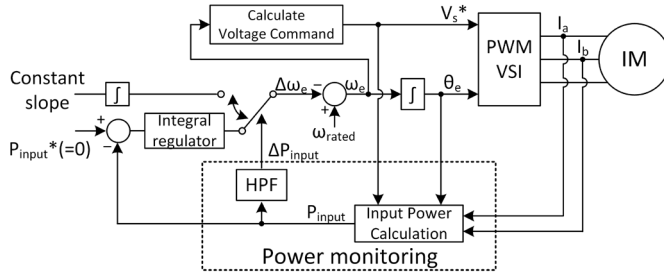 Calculate
Voltage Command
V_s*
I_a
I_b
PWM
VSI
IM
Constant
slope
∫
Δω_e
−
ω_e
∫
θ_e
+
ω_rated
+
Integral
regulator
P_input*(=0)
−
ΔP_input
HPF
P_input
Input Power
Calculation
Power monitoring